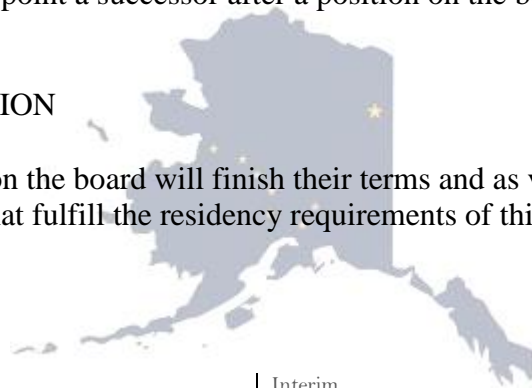 point a successor after a position on the b
ION
on the board will finish their terms and as
at fulfill the residency requirements of thi
Interim